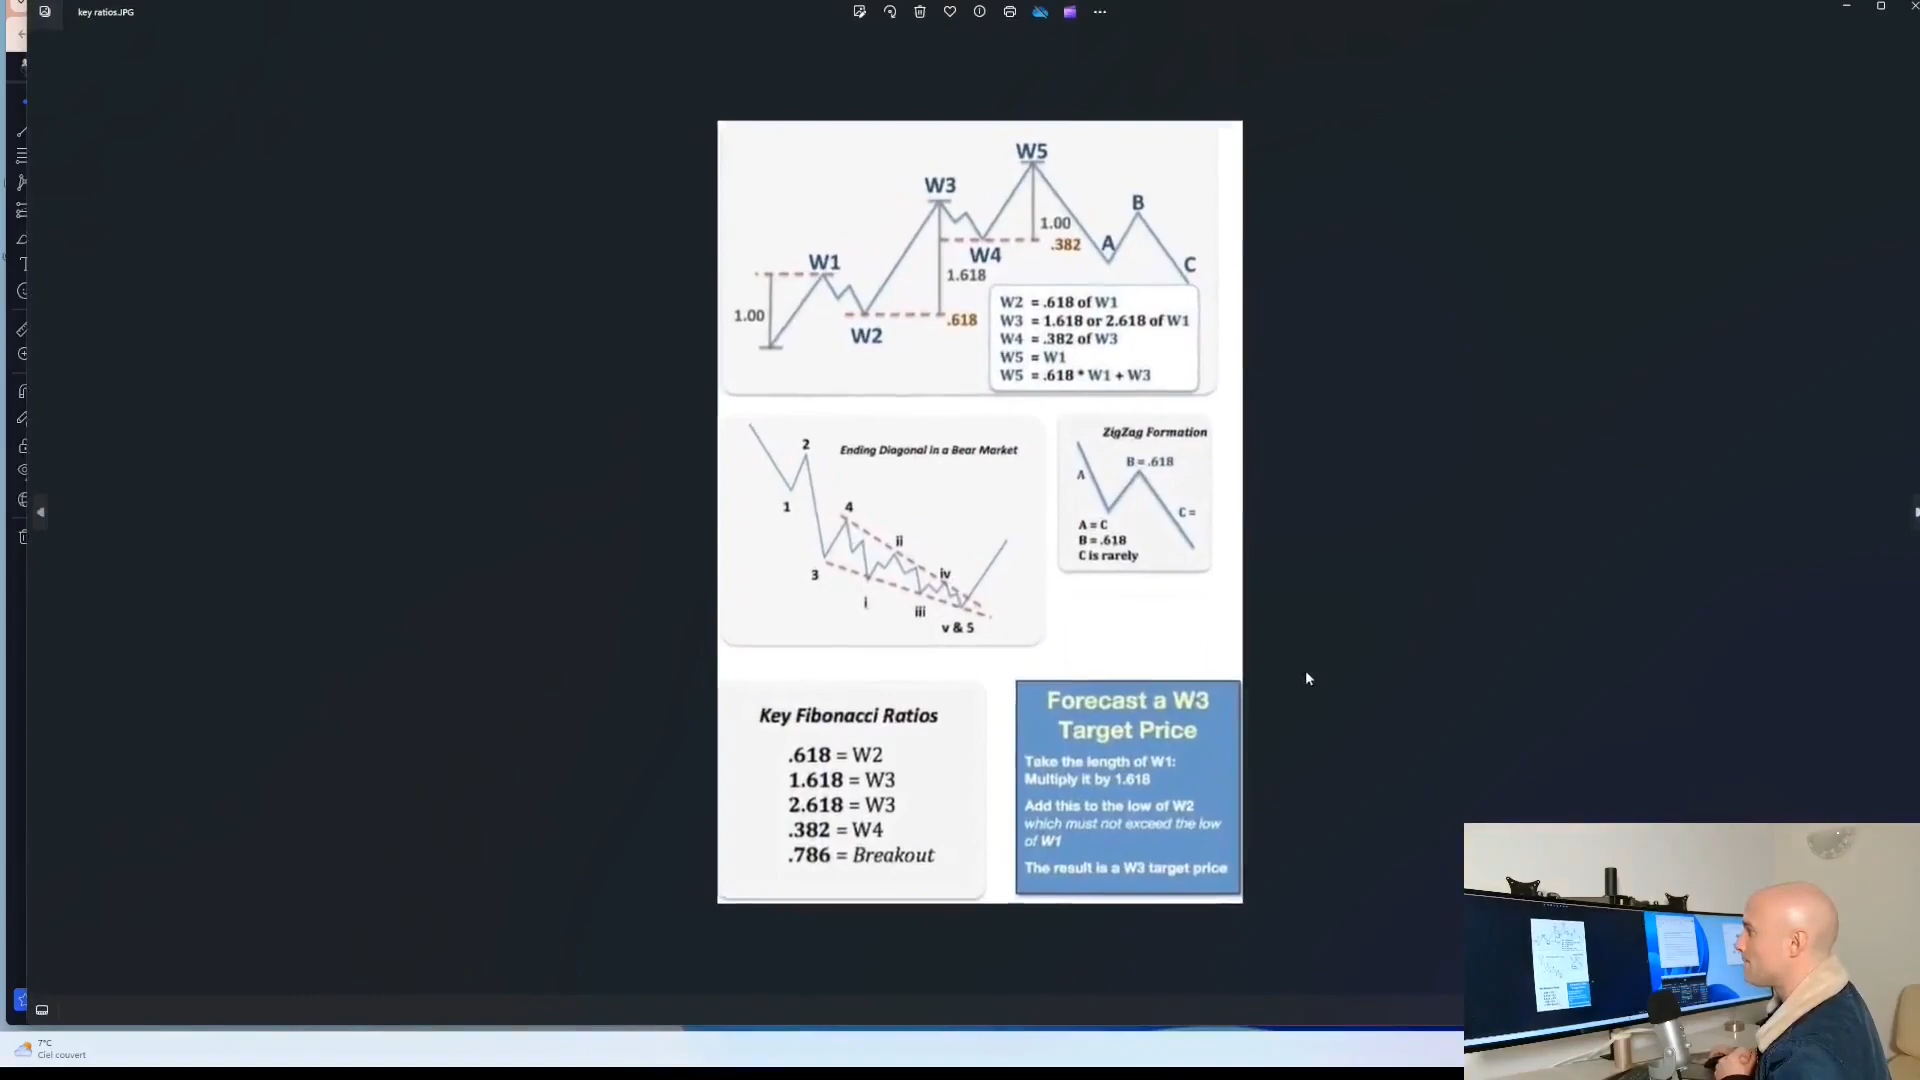 key ratios.JPG
W5
W3
B
1.00
.382
A
W4
W1
1.618
C
1.00
.618
W2
W2 = .618 of W1
W3 = 1.618 or 2.618 of W1
W4 = .382 of W3
W5 = W1
W5 = .618 * W1 + W3
Ending Diagonal in a Bear Market
2
1
4
3
ii
i
iv
iii
v & 5
ZigZag Formation
A
B = .618
C =
A = C
B = .618
C is rarely
Key Fibonacci Ratios
.618 = W2
1.618 = W3
2.618 = W3
.382 = W4
.786 = Breakout
Forecast a W3
Target Price
Take the length of W1:
Multiply it by 1.618
Add this to the low of W2
which must not exceed the low
of W1
The result is a W3 target price
7°C
Ciel couvert